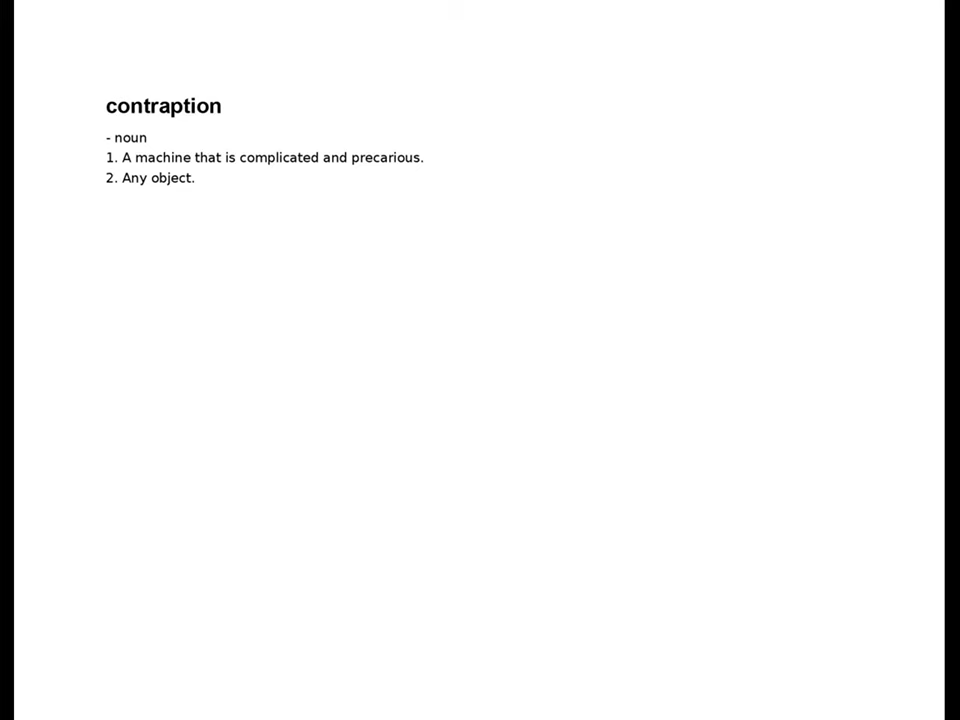 contraption
- noun
1. A machine that is complicated and precarious.
2. Any object.